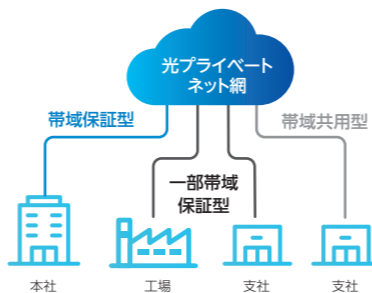 光プライベート
ネット網
帯域保証型
帯域共用型
一部帯域
保証型
本社
工場
支社
支社